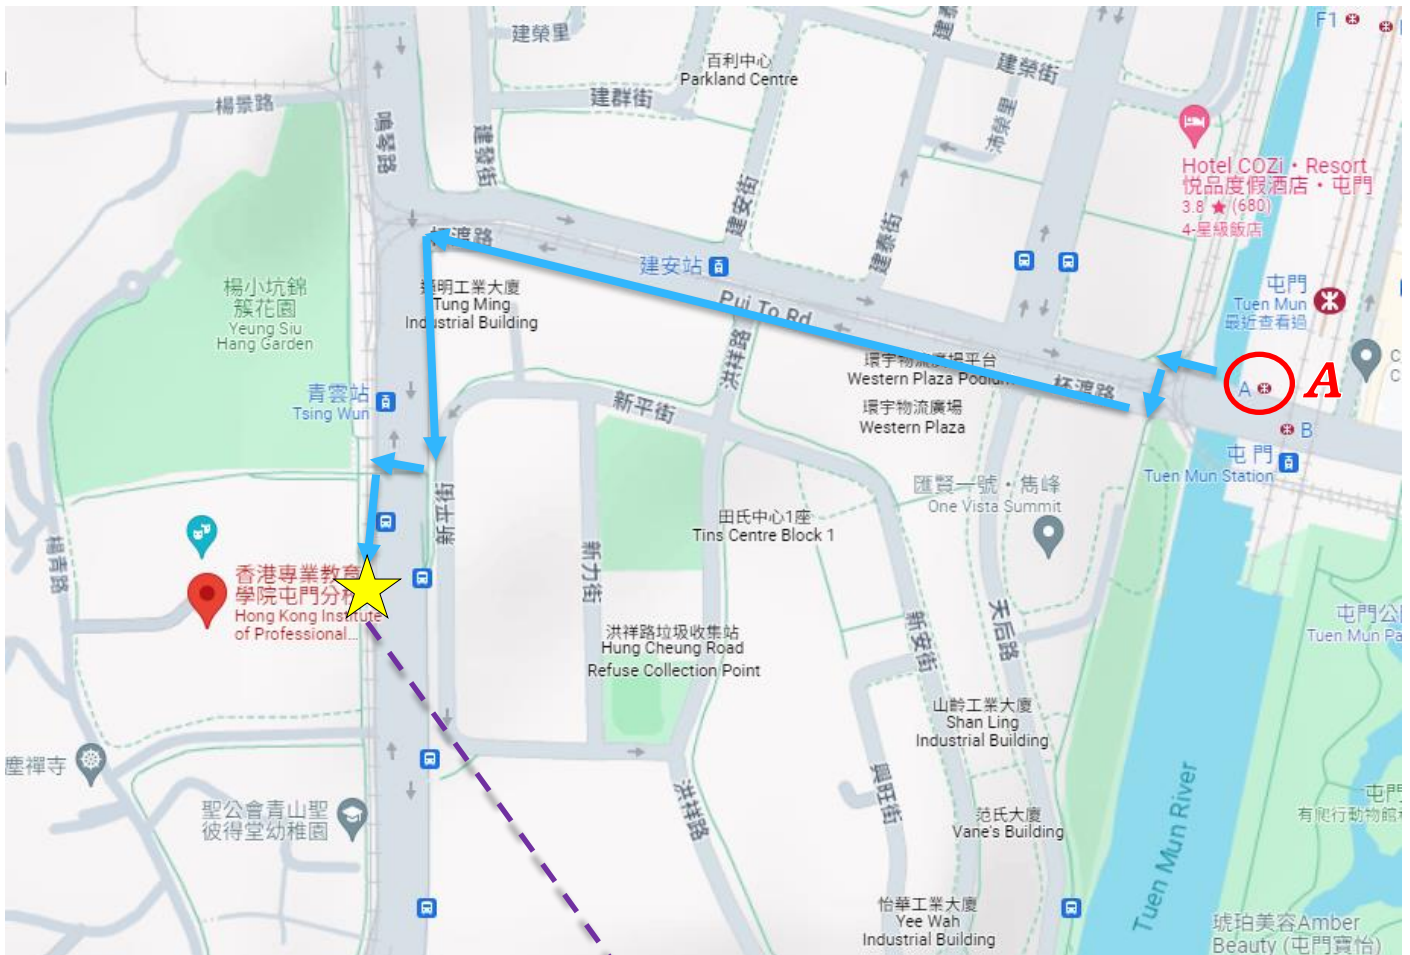 F1
建榮里
建泰
百利中心
Parkland Centre
建榮街
建群街
楊景路
鳴琴路
建發街
沛榮里
Hotel COZi・Resort
悅品度假酒店・屯門
3.8 ★ (680)
4-星級飯店
建安街
建泰街
杯渡路
建安站
屯門
Tuen Mun
最近查看過
楊小坑錦
簇花園
Yeung Siu
Hang Garden
通明工業大廈
Tung Ming
Industrial Building
Pui To Rd
洪祥路
環宇物流廣場平台
Western Plaza Podium
杯渡路
A
A
C
C
青雲站
Tsing Wun
新平街
環宇物流廣場
Western Plaza
B
屯門
Tuen Mun Station
匯賢一號・雋峰
One Vista Summit
新平街
田氏中心1座
Tins Centre Block 1
楊青路
新力街
香港專業教育
學院屯門分校
Hong Kong Institute
of Professional...
天后路
屯門公
Tuen Mun Pa
洪祥路垃圾收集站
Hung Cheung Road
Refuse Collection Point
新安街
山齡工業大廈
Shan Ling
Industrial Building
塵禪寺
興旺街
洪祥路
聖公會青山聖
彼得堂幼稚園
范氏大廈
Vane's Building
屯門
有爬行動物館
Tuen Mun River
怡華工業大廈
Yee Wah
Industrial Building
琥珀美容Amber
Beauty (屯門寶怡)